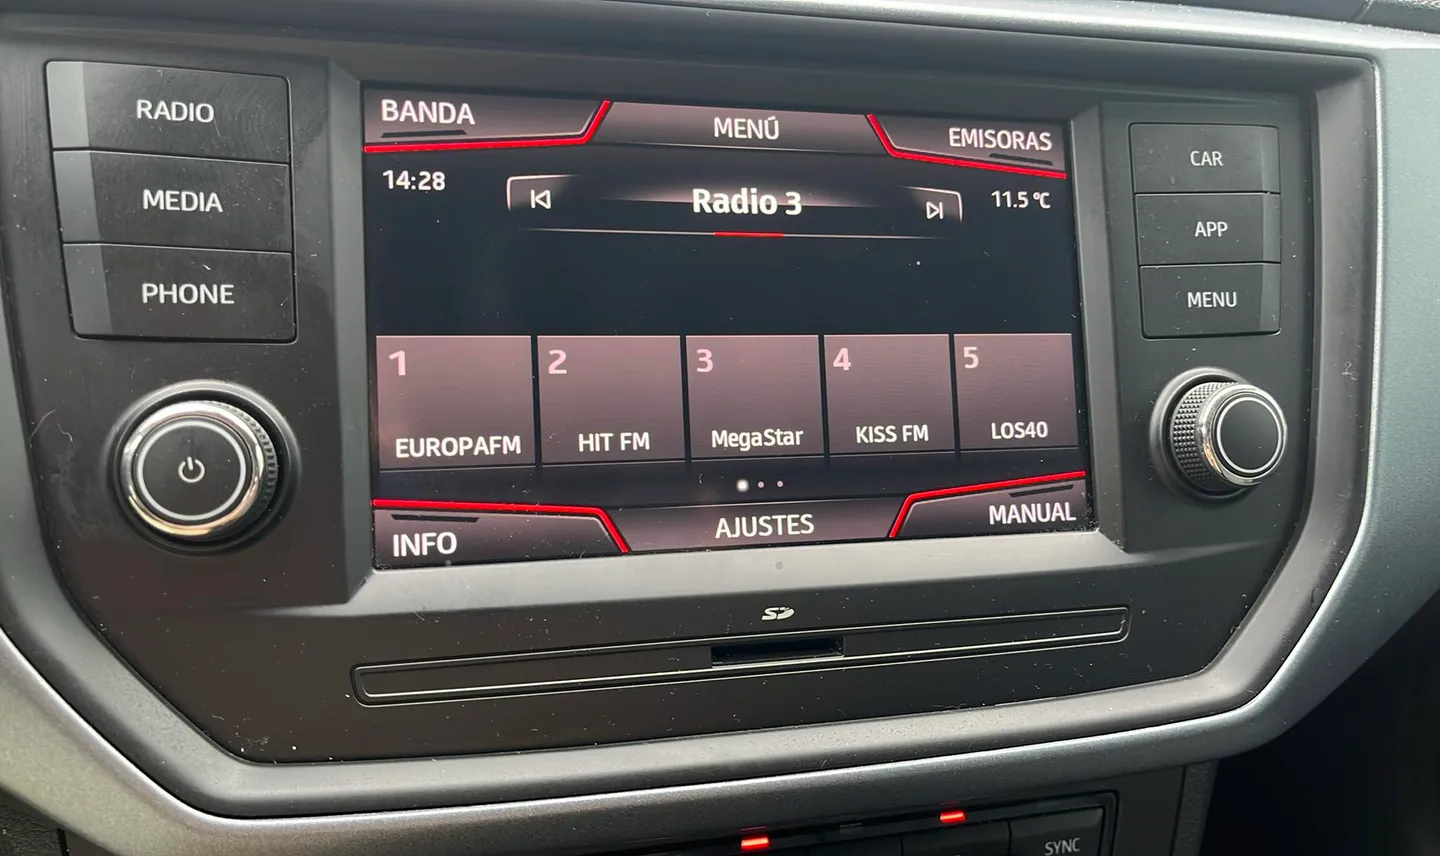 RADIO
MEDIA
PHONE
BANDA
MENÚ
EMISORAS
14:28
Radio 3
11.5 °C
1
EUROPAFM
2
HIT FM
3
MegaStar
4
KISS FM
5
LOS40
INFO
AJUSTES
MANUAL
CAR
APP
MENU
SD
SYNC